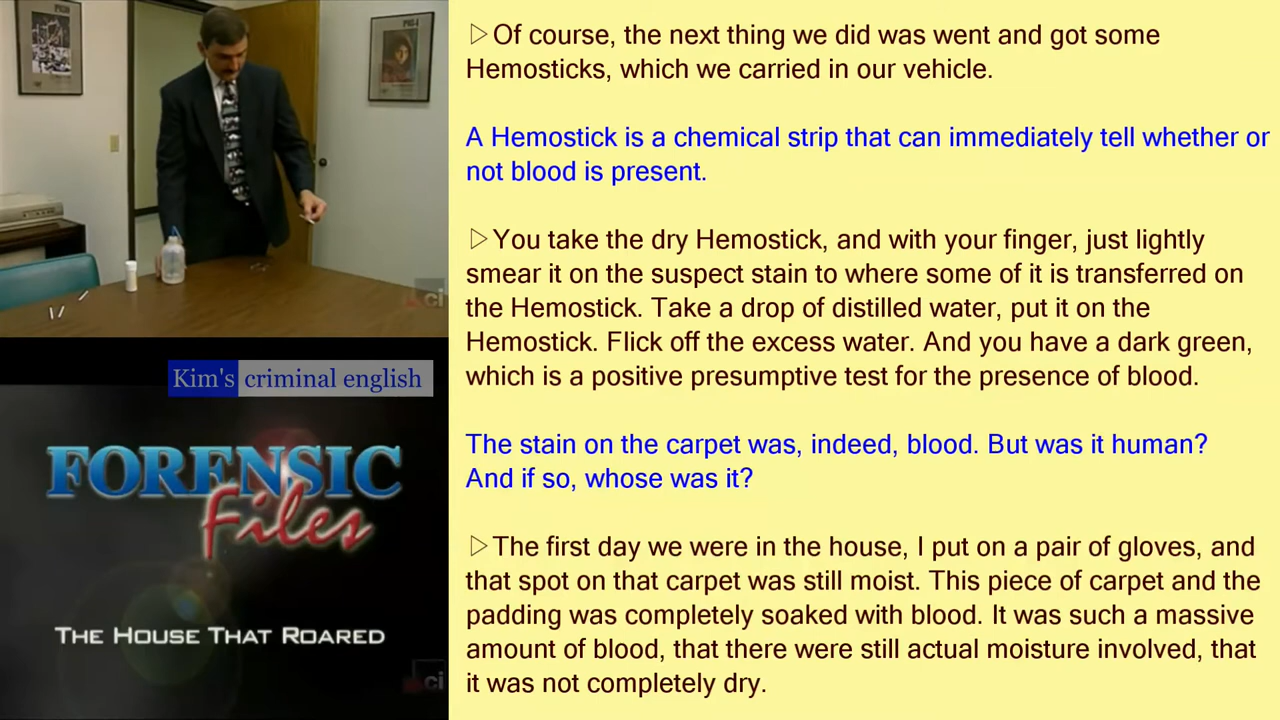 ▷Of course, the next thing we did was went and got some
Hemosticks, which we carried in our vehicle.
A Hemostick is a chemical strip that can immediately tell whether or
not blood is present.
▷You take the dry Hemostick, and with your finger, just lightly
smear it on the suspect stain to where some of it is transferred on
the Hemostick. Take a drop of distilled water, put it on the
Hemostick. Flick off the excess water. And you have a dark green,
which is a positive presumptive test for the presence of blood.
The stain on the carpet was, indeed, blood. But was it human?
And if so, whose was it?
▷The first day we were in the house, I put on a pair of gloves, and
that spot on that carpet was still moist. This piece of carpet and the
padding was completely soaked with blood. It was such a massive
amount of blood, that there were still actual moisture involved, that
it was not completely dry.
Kim's criminal english
FORENSIC
Files
THE HOUSE THAT ROARED
ci
ci